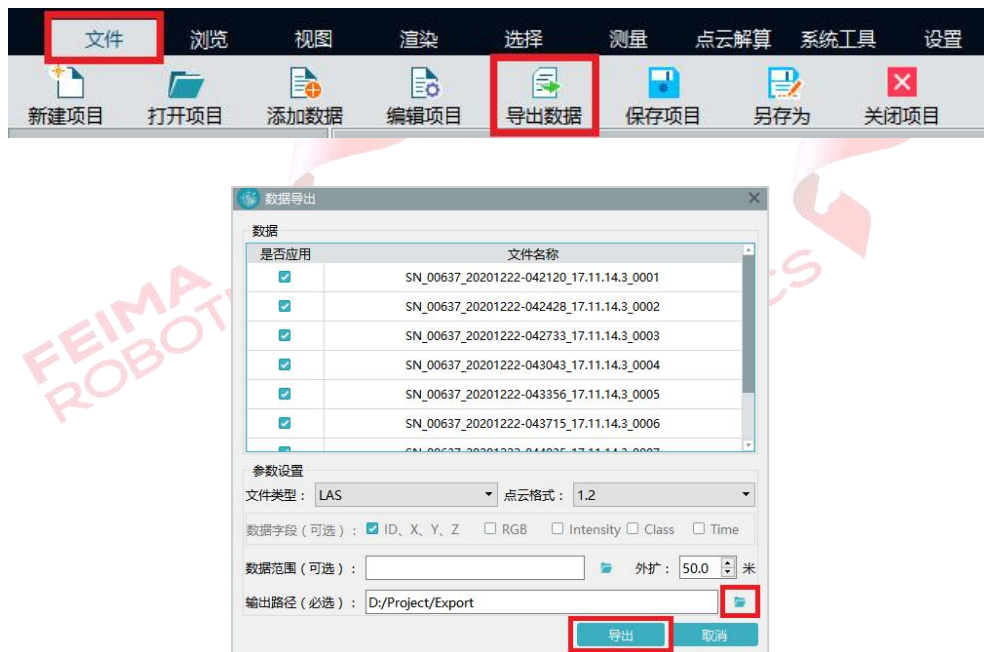 文件 浏览 视图 渲染 选择 测量 点云解算 系统工具 设置
新建项目 打开项目 添加数据 编辑项目 导出数据 保存项目 另存为 关闭项目
数据导出
数据
是否应用 文件名称
SN_00637_20201222-042120_17.11.14.3_0001
SN_00637_20201222-042428_17.11.14.3_0002
SN_00637_20201222-042733_17.11.14.3_0003
SN_00637_20201222-043043_17.11.14.3_0004
SN_00637_20201222-043356_17.11.14.3_0005
SN_00637_20201222-043715_17.11.14.3_0006
参数设置
文件类型： LAS 点云格式： 1.2
数据字段（可选）： ID、X、Y、Z RGB Intensity Class Time
数据范围（可选）： 外扩： 50.0 米
输出路径（必选）： D:/Project/Export
导出 取消
FEIMA